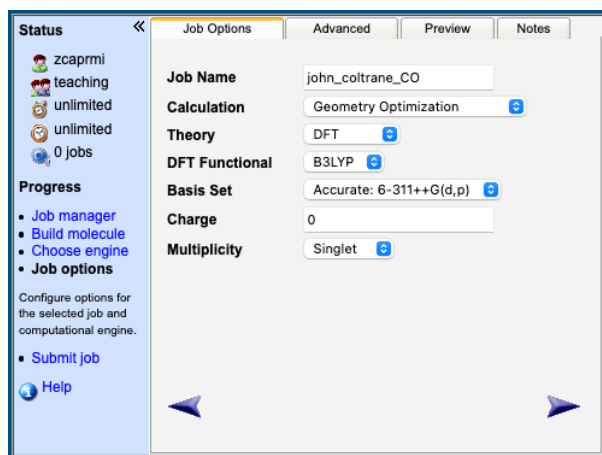 Status «
zcaprmi
teaching
unlimited
unlimited
0 jobs
Progress
Job manager
Build molecule
Choose engine
Job options
Configure options for
the selected job and
computational engine.
Submit job
Help
Job Options Advanced Preview Notes
Job Name john_coltrane_CO
Calculation Geometry Optimization
Theory DFT
DFT Functional B3LYP
Basis Set Accurate: 6-311++G(d,p)
Charge 0
Multiplicity Singlet